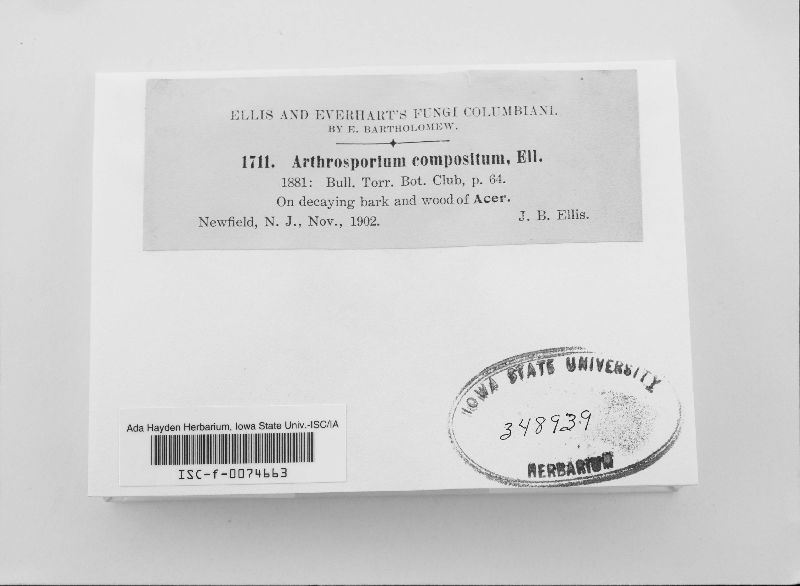 ELLIS AND EVERHART'S FUNGI COLUMBIANI.
BY E. BARTHOLOMEW.
1711. Arthrosporium compositum, Ell.
1881: Bull. Torr. Bot. Club, p. 64.
On decaying bark and wood of Acer.
Newfield, N. J., Nov., 1902. J. B. Ellis.
IOWA STATE UNIVERSITY
348939
HERBARIUM
Ada Hayden Herbarium, Iowa State Univ.-ISC/IA
ISC-f-0074663